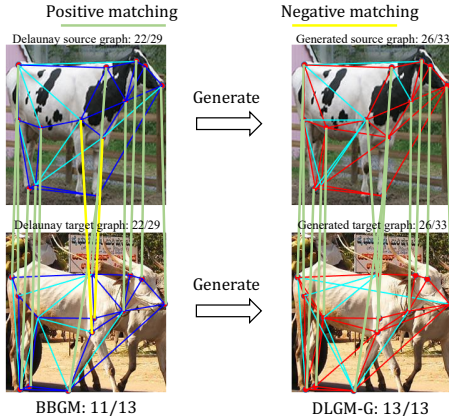 Positive matching
Negative matching
Delaunay source graph: 22/29
Generated source graph: 26/33
Generate
Delaunay target graph: 22/29
Generated target graph: 26/33
Generate
BBGM: 11/13
DLGM-G: 13/13